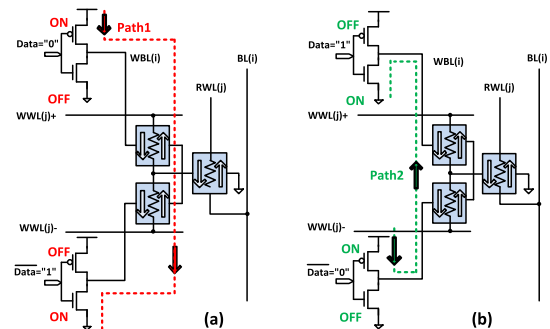 ON
Path1
Data="0"
WBL(i)
BL(i)
RWL(j)
OFF
WWL(j)+
WWL(j)-
OFF
Data="1"
ON
(a)
OFF
Data="1"
WBL(i)
BL(i)
RWL(j)
ON
WWL(j)+
Path2
WWL(j)-
ON
Data="0"
OFF
(b)